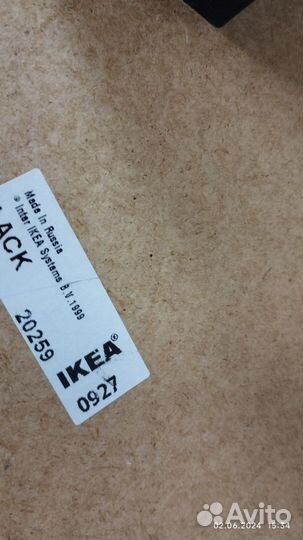 Made in Russia
® Inter IKEA Systems B.V. 1999
ACK
20259
IKEA®
0927
02.06.2024 15:34
Avito